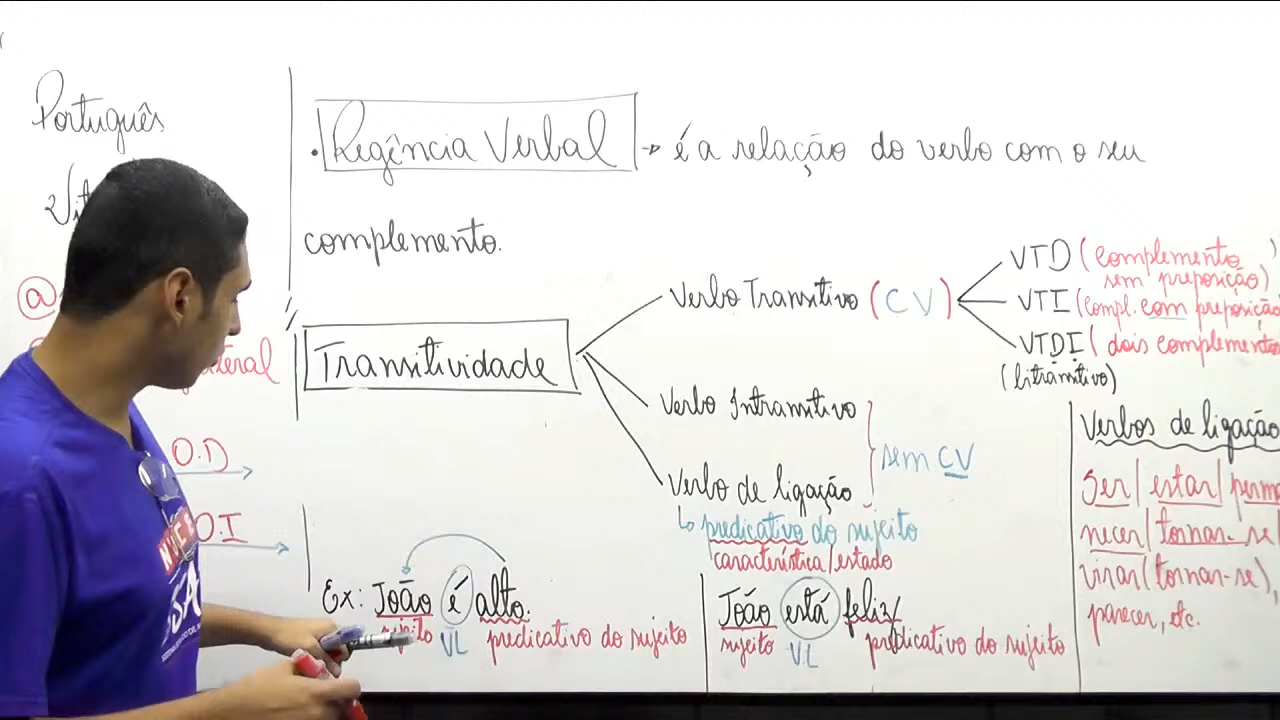 Português
@
lateral
O.D
O.I
• Regência Verbal → é a relação do verbo com o seu
complemento.
Transitividade
Verbo Transitivo (CV)
VTD (complemento
sem preposição)
VTI (compl. com preposição
VTDI (dois complementos
(bitransitivo)
Verbo Intransitivo
Verbo de ligação
sem CV
↳ predicativo do sujeito
característica/estado
Ex: João é alto.
sujeito VL predicativo do sujeito
João está feliz
sujeito VL predicativo do sujeito
Verbos de ligação
Ser/ estar/ perma
necer/ tornar-se/
virar (tornar-se),
parecer, etc.